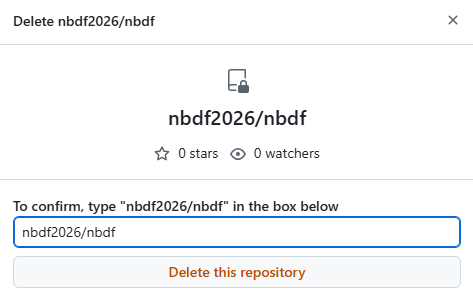 Delete nbdf2026/nbdf
nbdf2026/nbdf
0 stars 0 watchers
To confirm, type "nbdf2026/nbdf" in the box below
nbdf2026/nbdf
Delete this repository